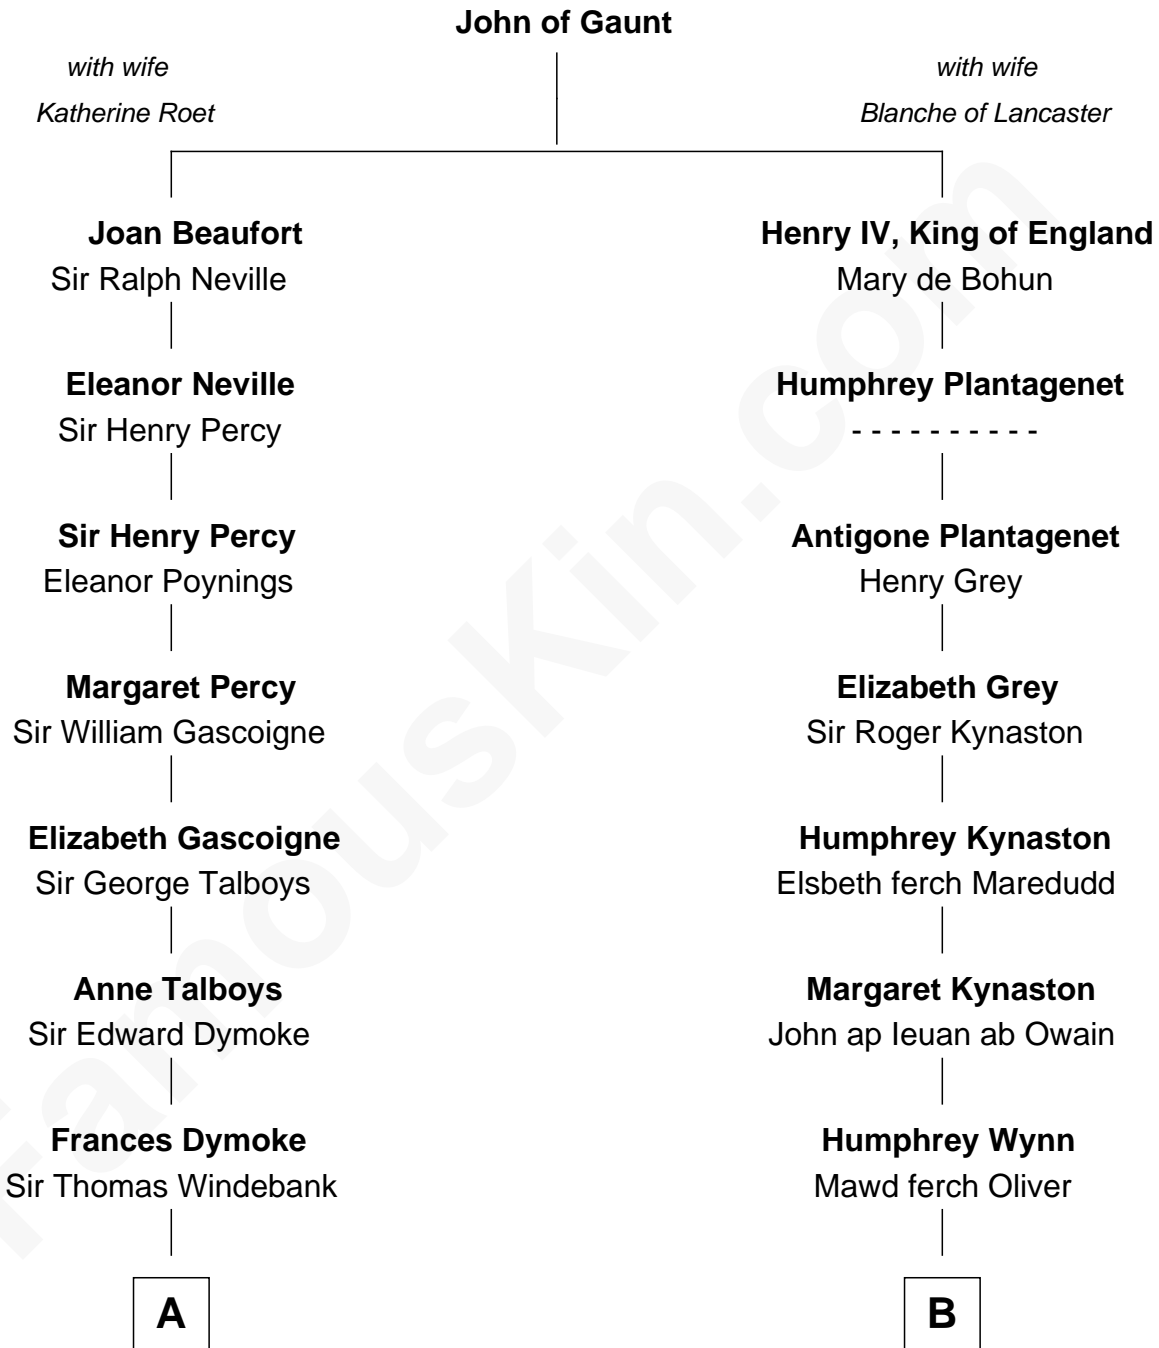 John of Gaunt
with wife
Katherine Roet
with wife
Blanche of Lancaster
Joan Beaufort
Sir Ralph Neville
Henry IV, King of England
Mary de Bohun
Eleanor Neville
Sir Henry Percy
Humphrey Plantagenet
- - - - - - - - - -
Sir Henry Percy
Eleanor Poynings
Antigone Plantagenet
Henry Grey
Margaret Percy
Sir William Gascoigne
Elizabeth Grey
Sir Roger Kynaston
Elizabeth Gascoigne
Sir George Talboys
Humphrey Kynaston
Elsbeth ferch Maredudd
Anne Talboys
Sir Edward Dymoke
Margaret Kynaston
John ap Ieuan ab Owain
Frances Dymoke
Sir Thomas Windebank
Humphrey Wynn
Mawd ferch Oliver
A
B
FamousKin.com